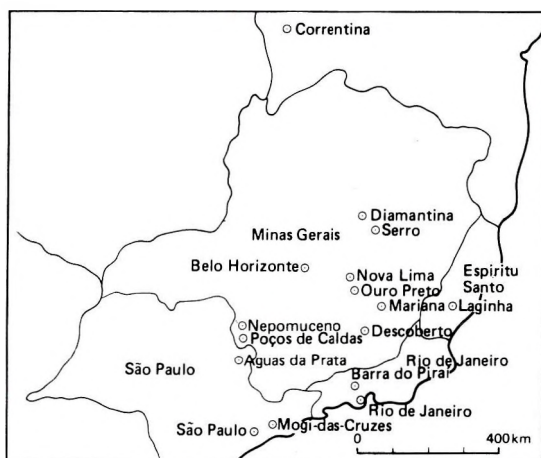 Correntina
Diamantina
Serro
Minas Gerais
Belo Horizonte
Nova Lima
Ouro Preto
Espiritu
Santo
Mariana
Laginha
Nepomuceno
Descoberto
Poços de Caldas
Aguas da Prata
Rio de Janeiro
São Paulo
Barra do Pirai
Rio de Janeiro
São Paulo
Mogi-das-Cruzes
0 400 km